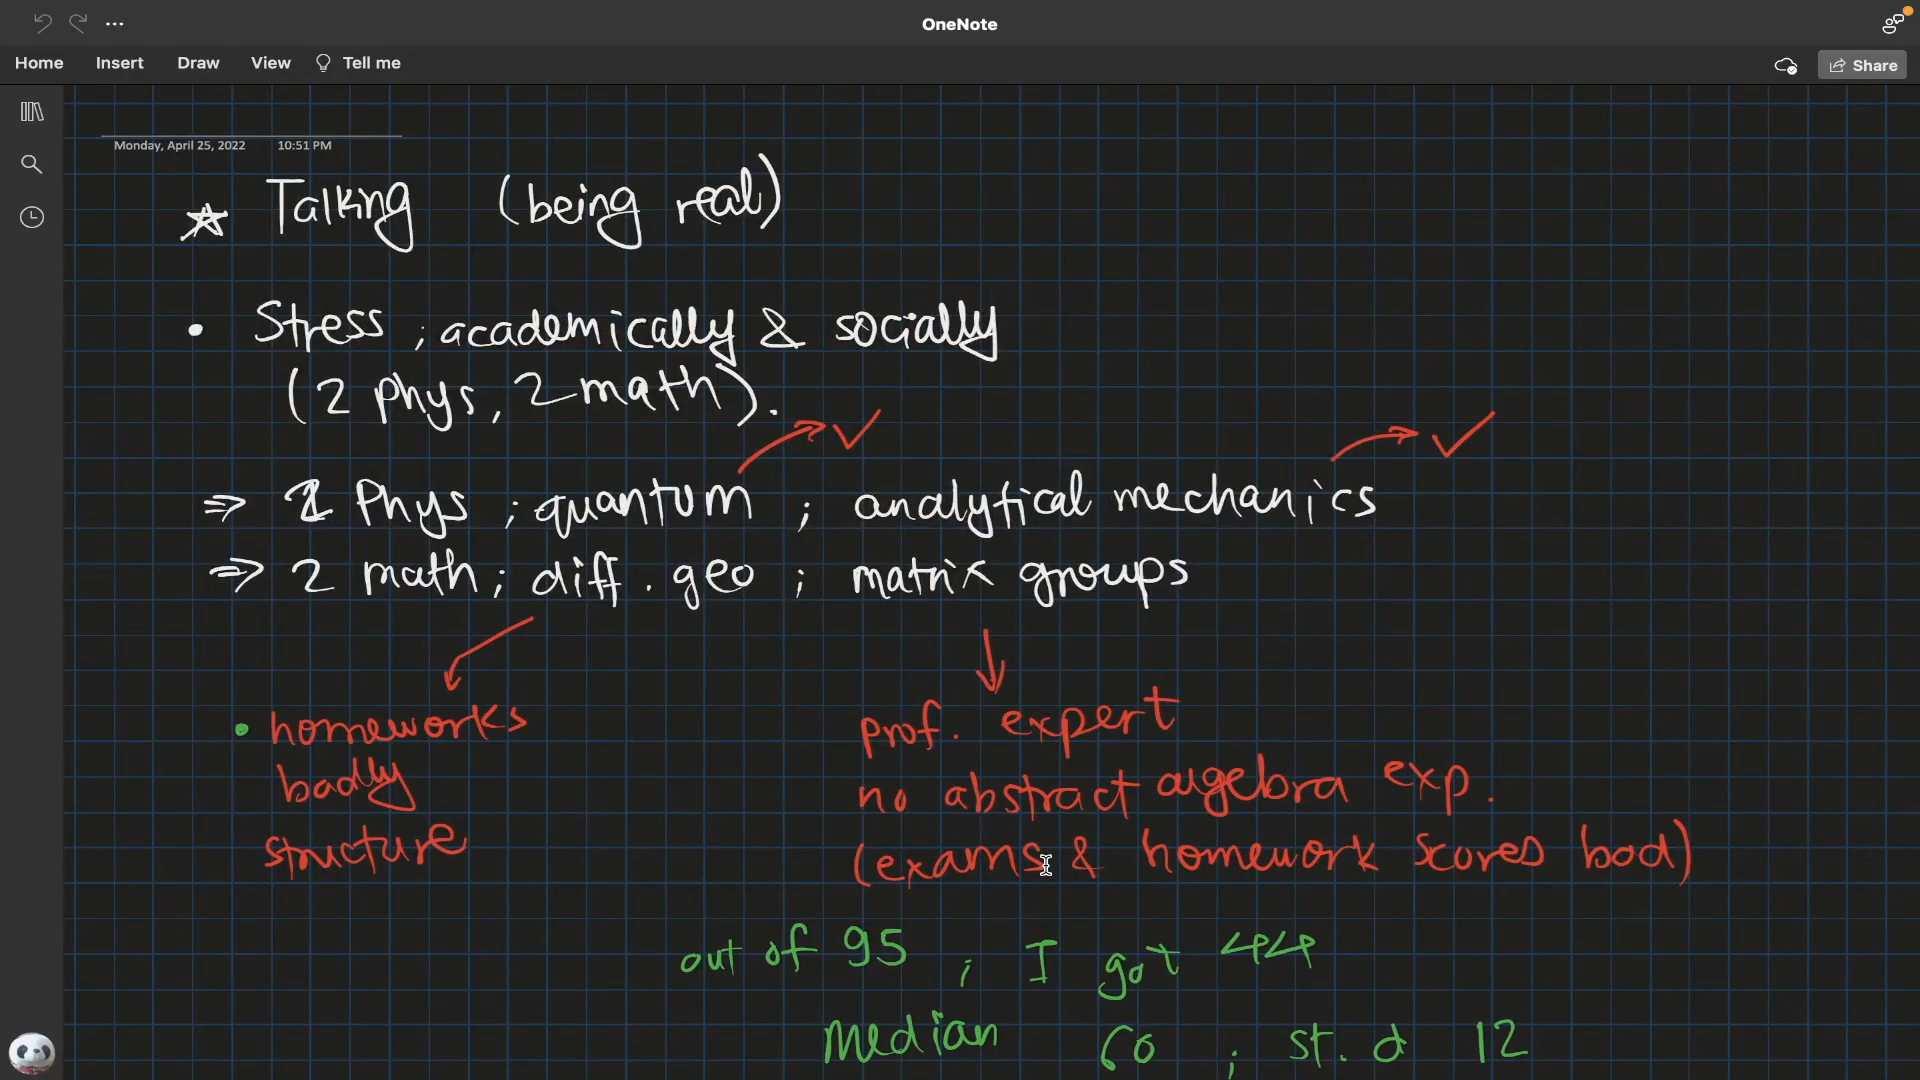 OneNote
Home Insert Draw View Tell me Share
Monday, April 25, 2022 10:51 PM
Talking (being real)
• Stress ; academically & socially
(2 phys, 2 math).
⇒ 2 Phys ; quantum ; analytical mechanics
⇒ 2 math ; diff. geo ; matrix groups
• homeworks
badly
structure
prof. expert
no abstract algebra exp.
(exams & homework scores bad)
out of 95 ; I got 44
median 60 ; st. d 12